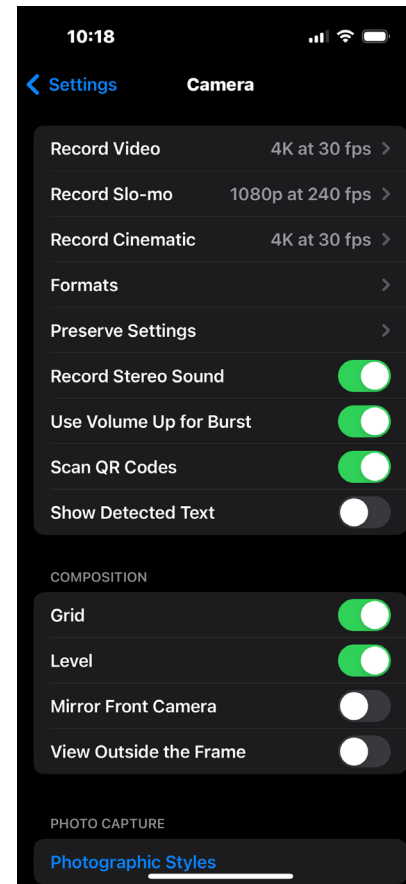 10:18
Settings Camera
Record Video 4K at 30 fps
Record Slo-mo 1080p at 240 fps
Record Cinematic 4K at 30 fps
Formats
Preserve Settings
Record Stereo Sound
Use Volume Up for Burst
Scan QR Codes
Show Detected Text
COMPOSITION
Grid
Level
Mirror Front Camera
View Outside the Frame
PHOTO CAPTURE
Photographic Styles